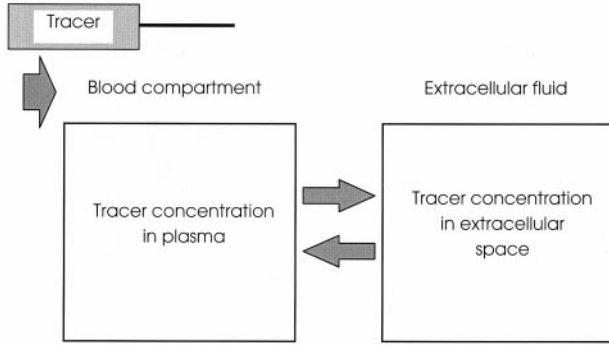 Tracer
Blood compartment
Extracellular fluid
Tracer concentration
in plasma
Tracer concentration
in extracellular
space